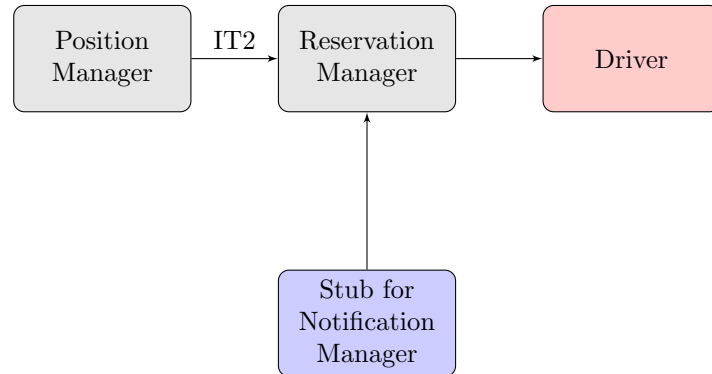 Position
Manager
IT2
Reservation
Manager
Driver
Stub for
Notification
Manager